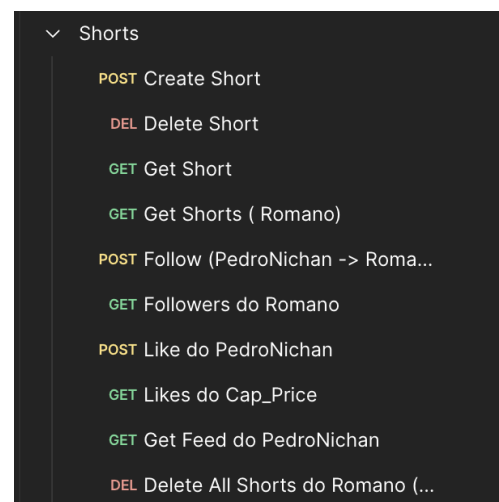 Shorts
POST Create Short
DEL Delete Short
GET Get Short
GET Get Shorts ( Romano)
POST Follow (PedroNichan -> Roma...
GET Followers do Romano
POST Like do PedroNichan
GET Likes do Cap_Price
GET Get Feed do PedroNichan
DEL Delete All Shorts do Romano (...